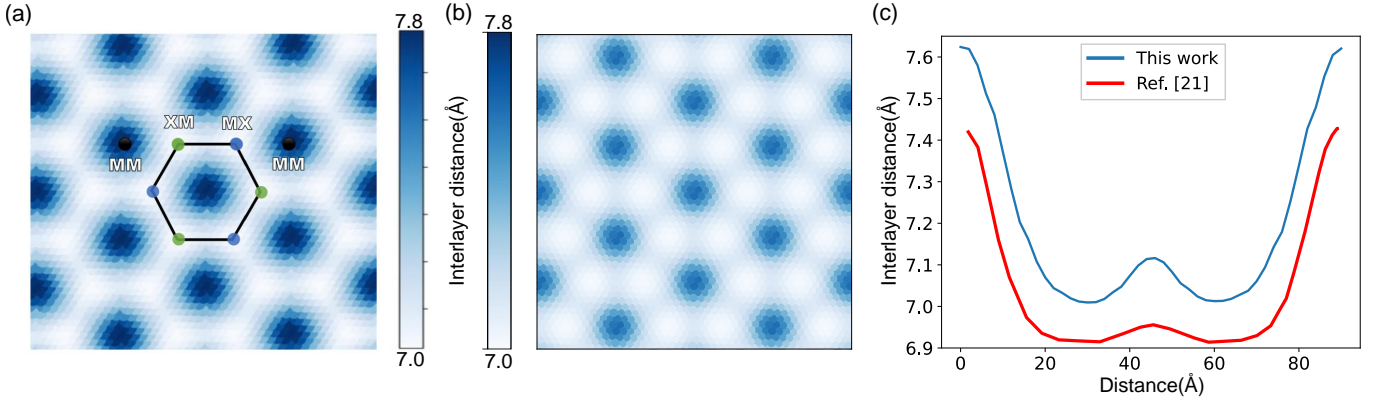 (a)
7.8
XM
MX
MM
MM
7.0
(b)
7.8
Interlayer distance(Å)
7.0
(c)
This work
Ref. [21]
Interlayer distance(Å)
7.6
7.5
7.4
7.3
7.2
7.1
7.0
6.9
0
20
40
60
80
Distance(Å)